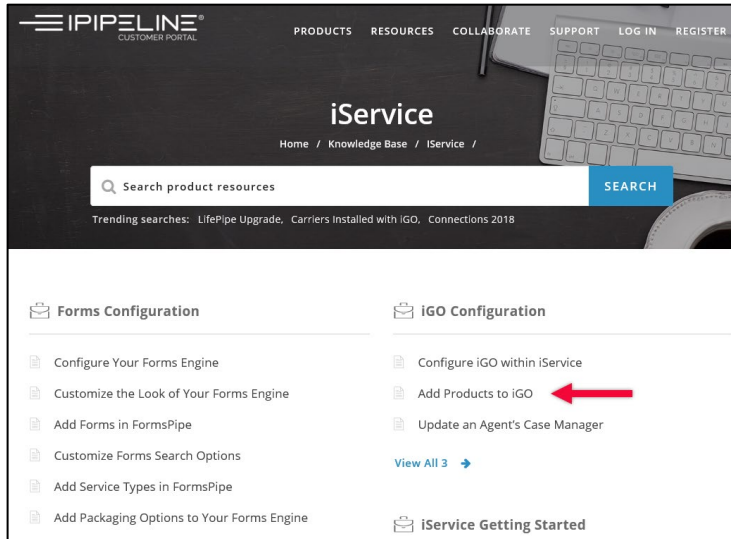 IPIPELINE®
CUSTOMER PORTAL
PRODUCTS RESOURCES COLLABORATE SUPPORT LOG IN REGISTER
iService
Home / Knowledge Base / IService /
Search product resources
SEARCH
Trending searches: LifePipe Upgrade, Carriers Installed with iGO, Connections 2018
Forms Configuration
Configure Your Forms Engine
Customize the Look of Your Forms Engine
Add Forms in FormsPipe
Customize Forms Search Options
Add Service Types in FormsPipe
Add Packaging Options to Your Forms Engine
iGO Configuration
Configure iGO within iService
Add Products to iGO
Update an Agent's Case Manager
View All 3
iService Getting Started